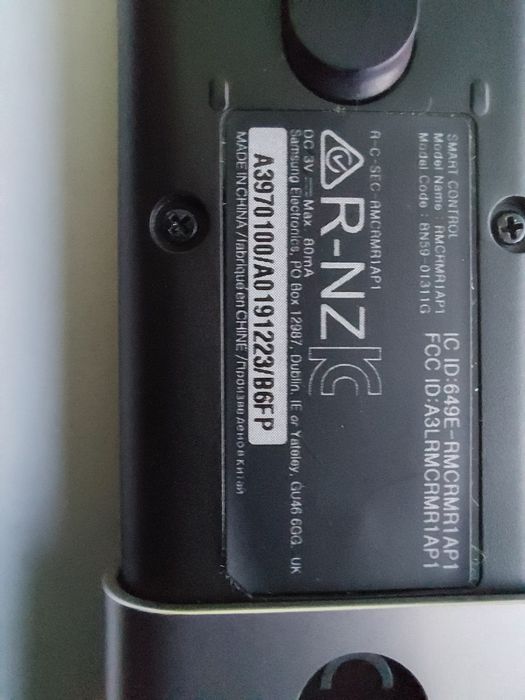 SMART CONTROL
Model Name : RMCRMR1AP1
Model Code : BN59-01311G
IC ID:649E-RMCRMR1AP1
FCC ID:A3LRMCRMR1AP1
R-C-SEC-RMCRMR1AP1
R-NZ
DC 3V Max. 80mA
Samsung Electronics, PO Box 12987, Dublin. IE or Yateley, GU46 6GG. UK
A3970100/A0191223/B6FP
MADE IN CHINA /fabriqué en CHINE /Произведено в Китай